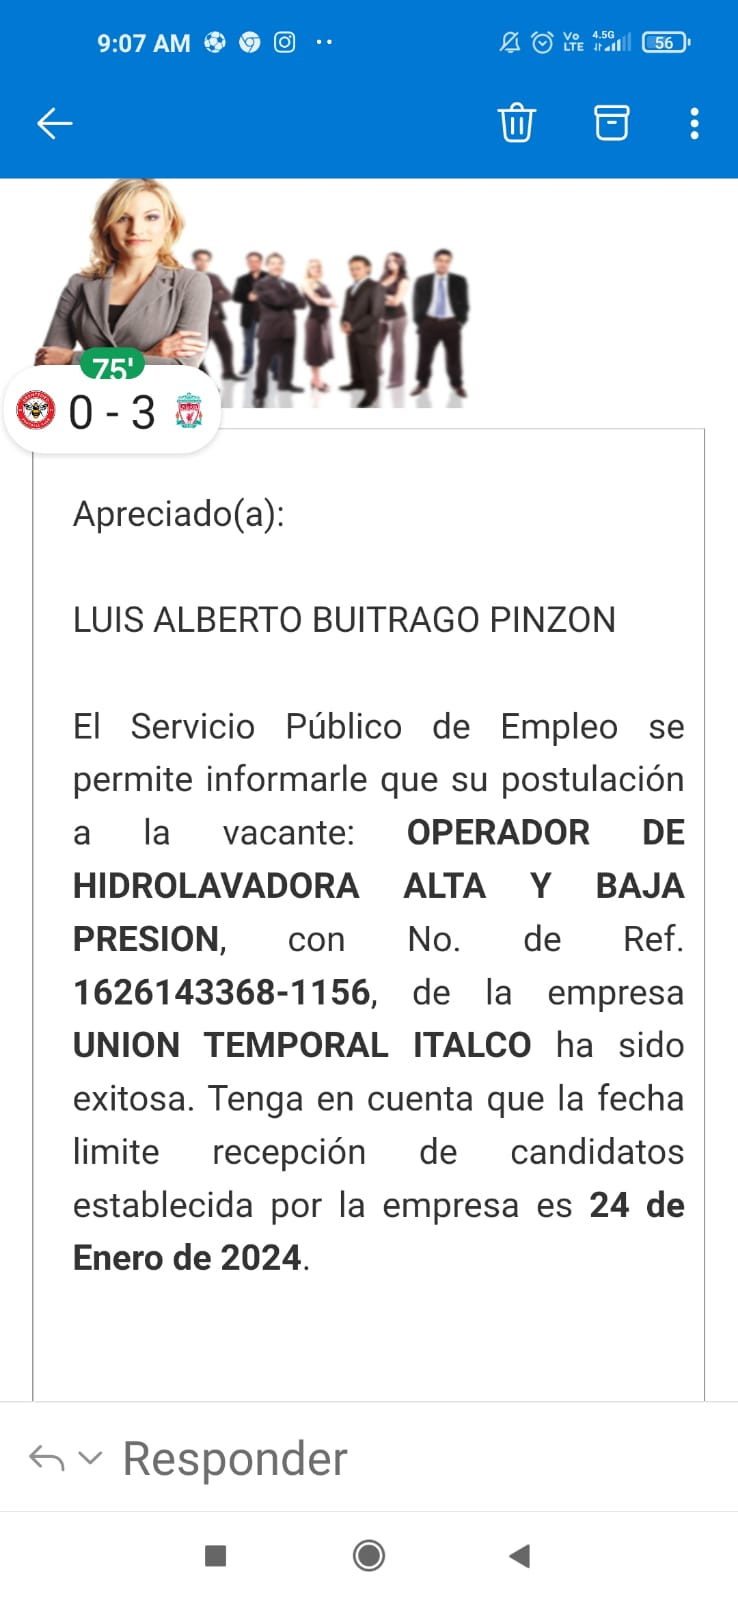 9:07 AM
Vo LTE
4.5G
56
75'
0 - 3
Apreciado(a):
LUIS ALBERTO BUITRAGO PINZON
El Servicio Público de Empleo se
permite informarle que su postulación
a la vacante: OPERADOR DE
HIDROLAVADORA ALTA Y BAJA
PRESION, con No. de Ref.
1626143368-1156, de la empresa
UNION TEMPORAL ITALCO ha sido
exitosa. Tenga en cuenta que la fecha
limite recepción de candidatos
establecida por la empresa es 24 de
Enero de 2024.
Responder